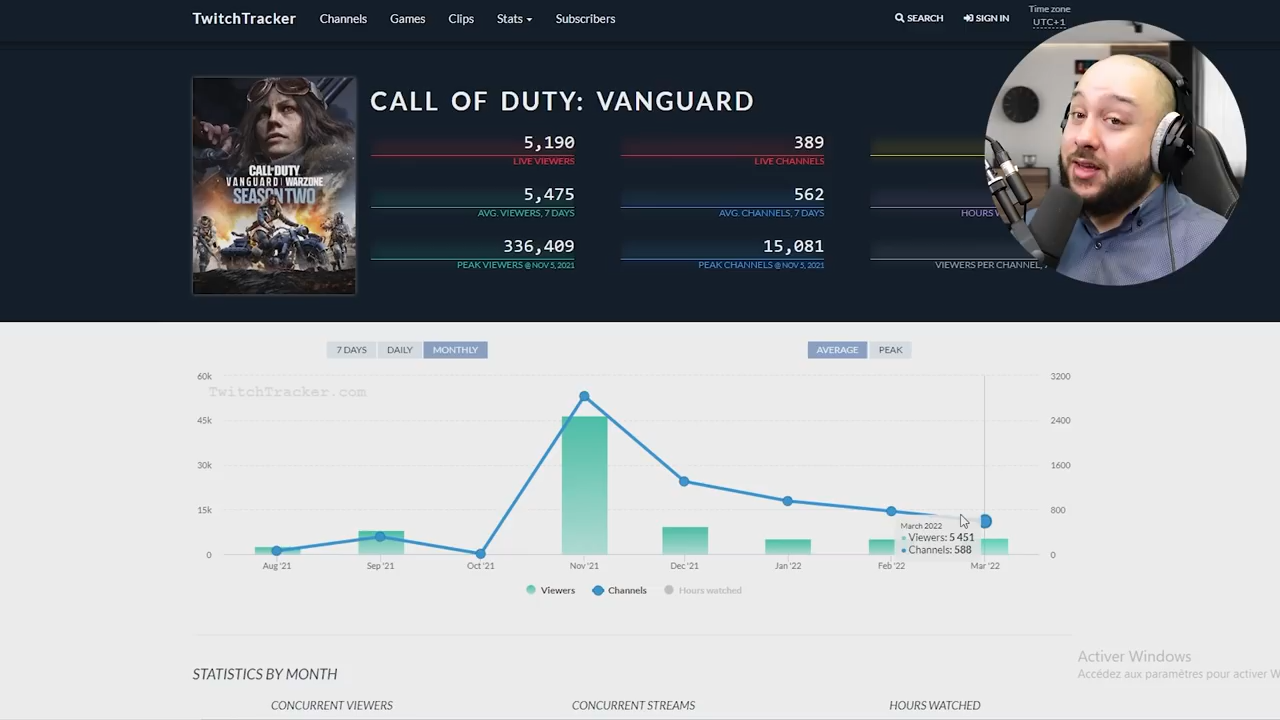 TwitchTracker Channels Games Clips Stats Subscribers SEARCH SIGN IN Time zone
UTC+1
CALL OF DUTY: VANGUARD
CALL OF DUTY
VANGUARD | WARZONE
SEASON TWO
5,190
LIVE VIEWERS
389
LIVE CHANNELS
5,475
AVG. VIEWERS, 7 DAYS
562
AVG. CHANNELS, 7 DAYS
HOURS
336,409
PEAK VIEWERS @ NOV 5, 2021
15,081
PEAK CHANNELS @ NOV 5, 2021
VIEWERS PER CHANNEL,
7 DAYS DAILY MONTHLY AVERAGE PEAK
TwitchTracker.com
60k 3200
45k 2400
30k 1600
15k 800
0 0
March 2022
Viewers: 5 451
Channels: 588
Aug '21 Sep '21 Oct '21 Nov '21 Dec '21 Jan '22 Feb '22 Mar '22
Viewers Channels Hours watched
STATISTICS BY MONTH
CONCURRENT VIEWERS CONCURRENT STREAMS HOURS WATCHED
Activer Windows
Accédez aux paramètres pour activer W